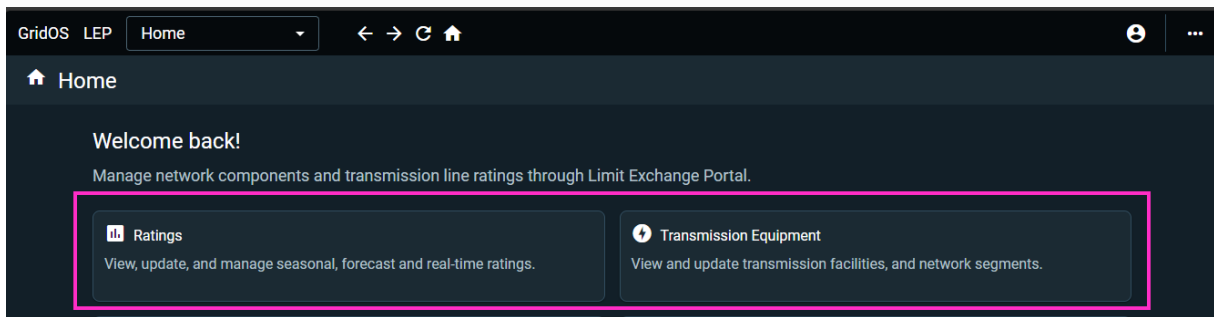 GridOS LEP Home
Home
Welcome back!
Manage network components and transmission line ratings through Limit Exchange Portal.
Ratings
View, update, and manage seasonal, forecast and real-time ratings.
Transmission Equipment
View and update transmission facilities, and network segments.